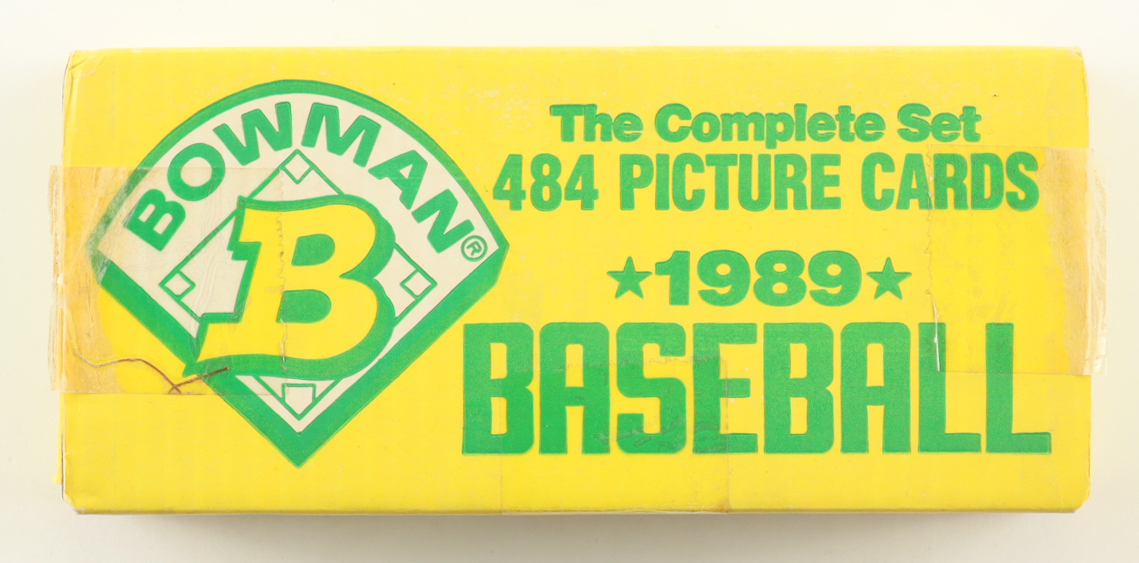 BOWMAN®
B
The Complete Set
484 PICTURE CARDS
★1989★
BASEBALL